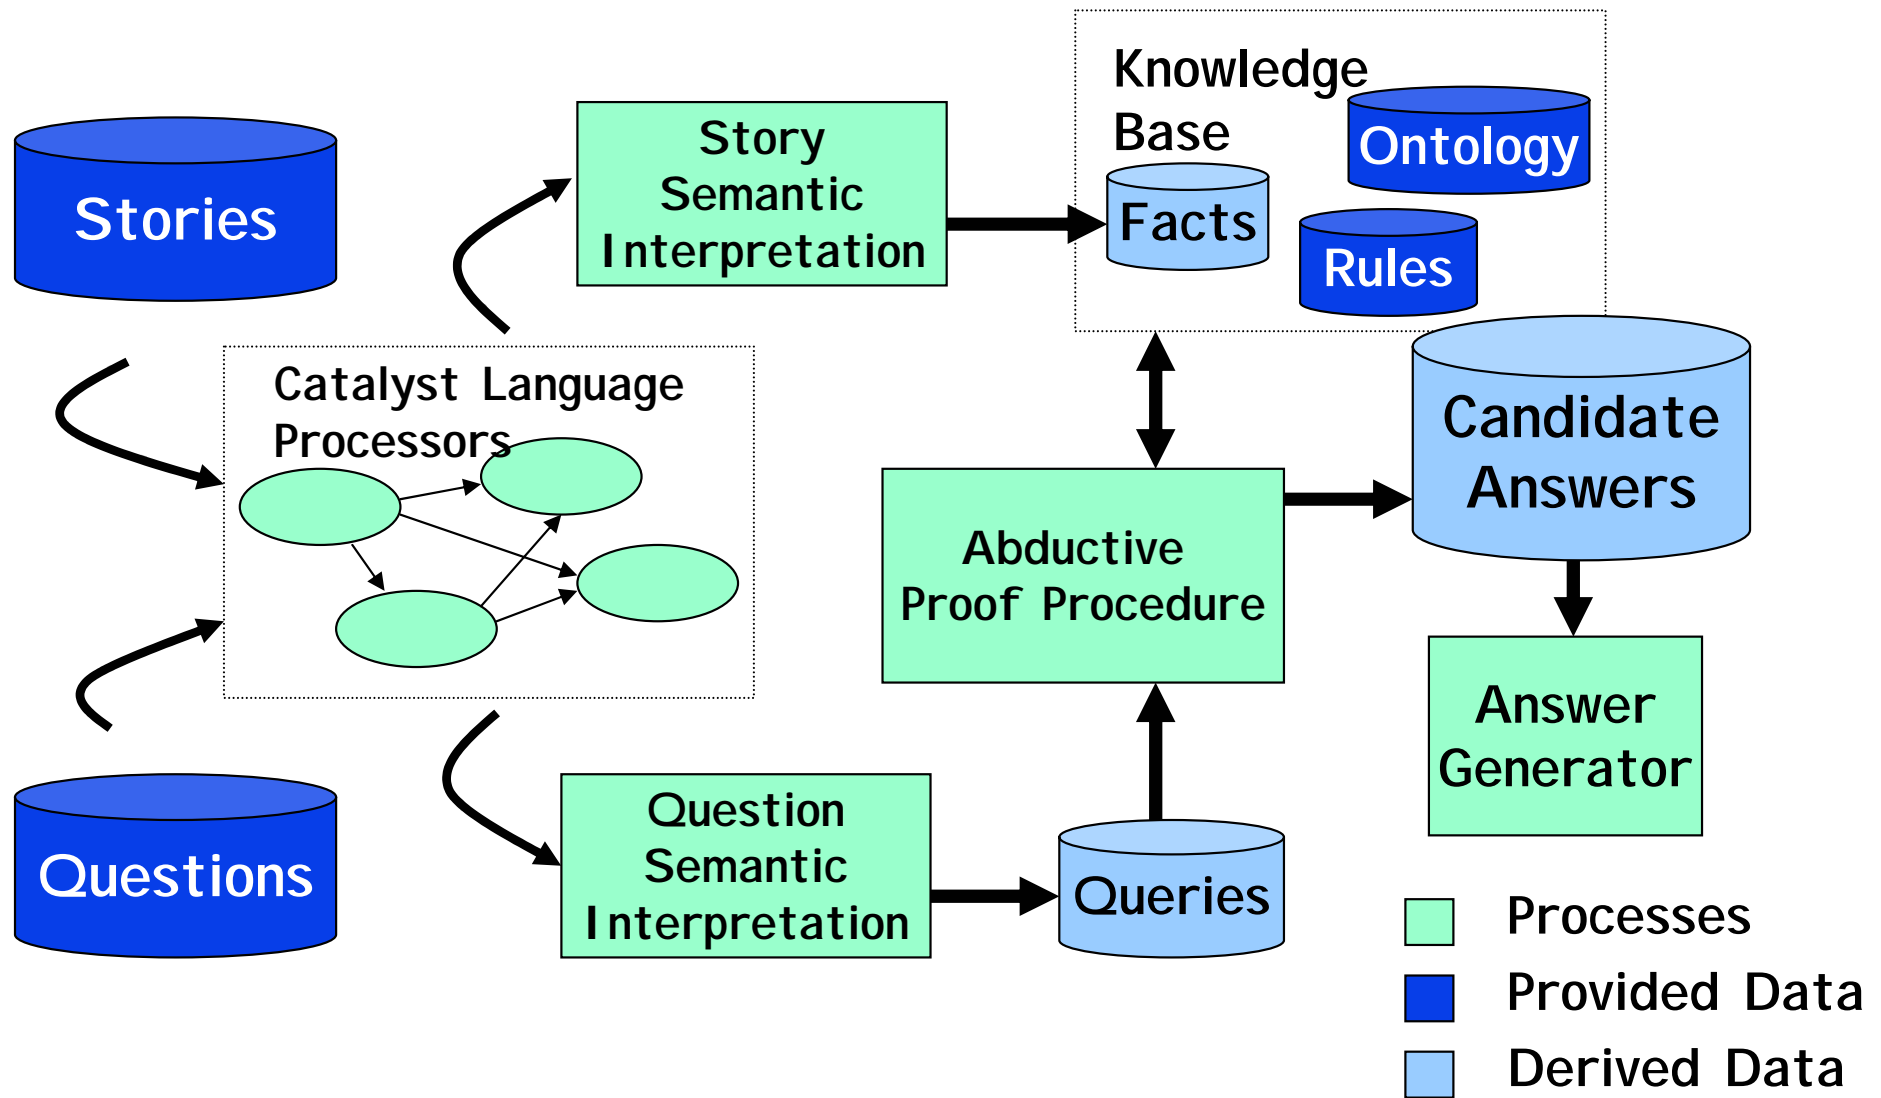 Stories
Story
Semantic
Interpretation
Knowledge
Base
Ontology
Facts
Rules
Catalyst Language
Processors
Candidate
Answers
Abductive
Proof Procedure
Answer
Generator
Questions
Question
Semantic
Interpretation
Queries
Processes
Provided Data
Derived Data